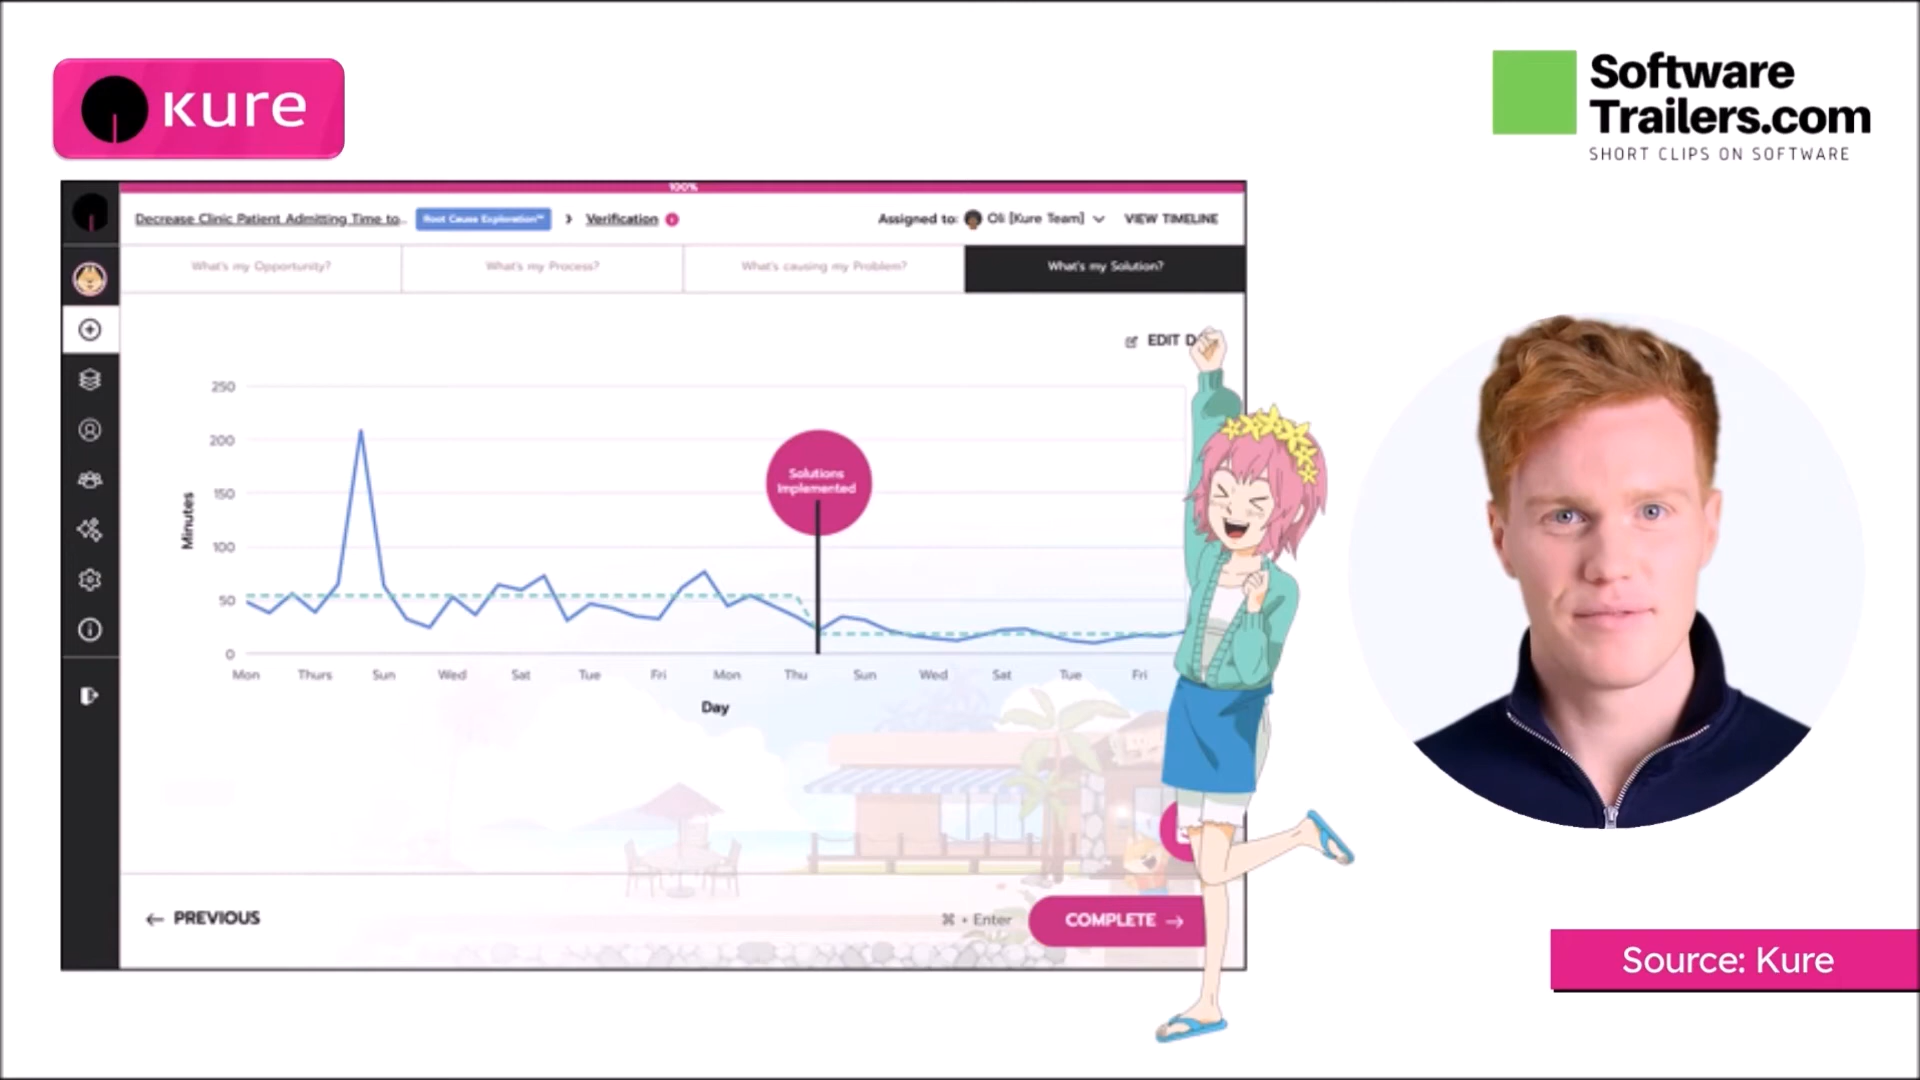 kure
Software
Trailers.com
SHORT CLIPS ON SOFTWARE
100%
Decrease Clinic Patient Admitting Time to..
Root Cause Exploration™
Verification
Assigned to:
Oli [Kure Team]
VIEW TIMELINE
What's my Opportunity?
What's my Process?
What's causing my Problem?
What's my Solution?
EDIT
250
200
150
100
50
0
Minutes
Solutions
Implemented
Mon
Thurs
Sun
Wed
Sat
Tue
Fri
Mon
Thu
Sun
Wed
Sat
Tue
Fri
Day
← PREVIOUS
⌘ + Enter
COMPLETE →
Source: Kure